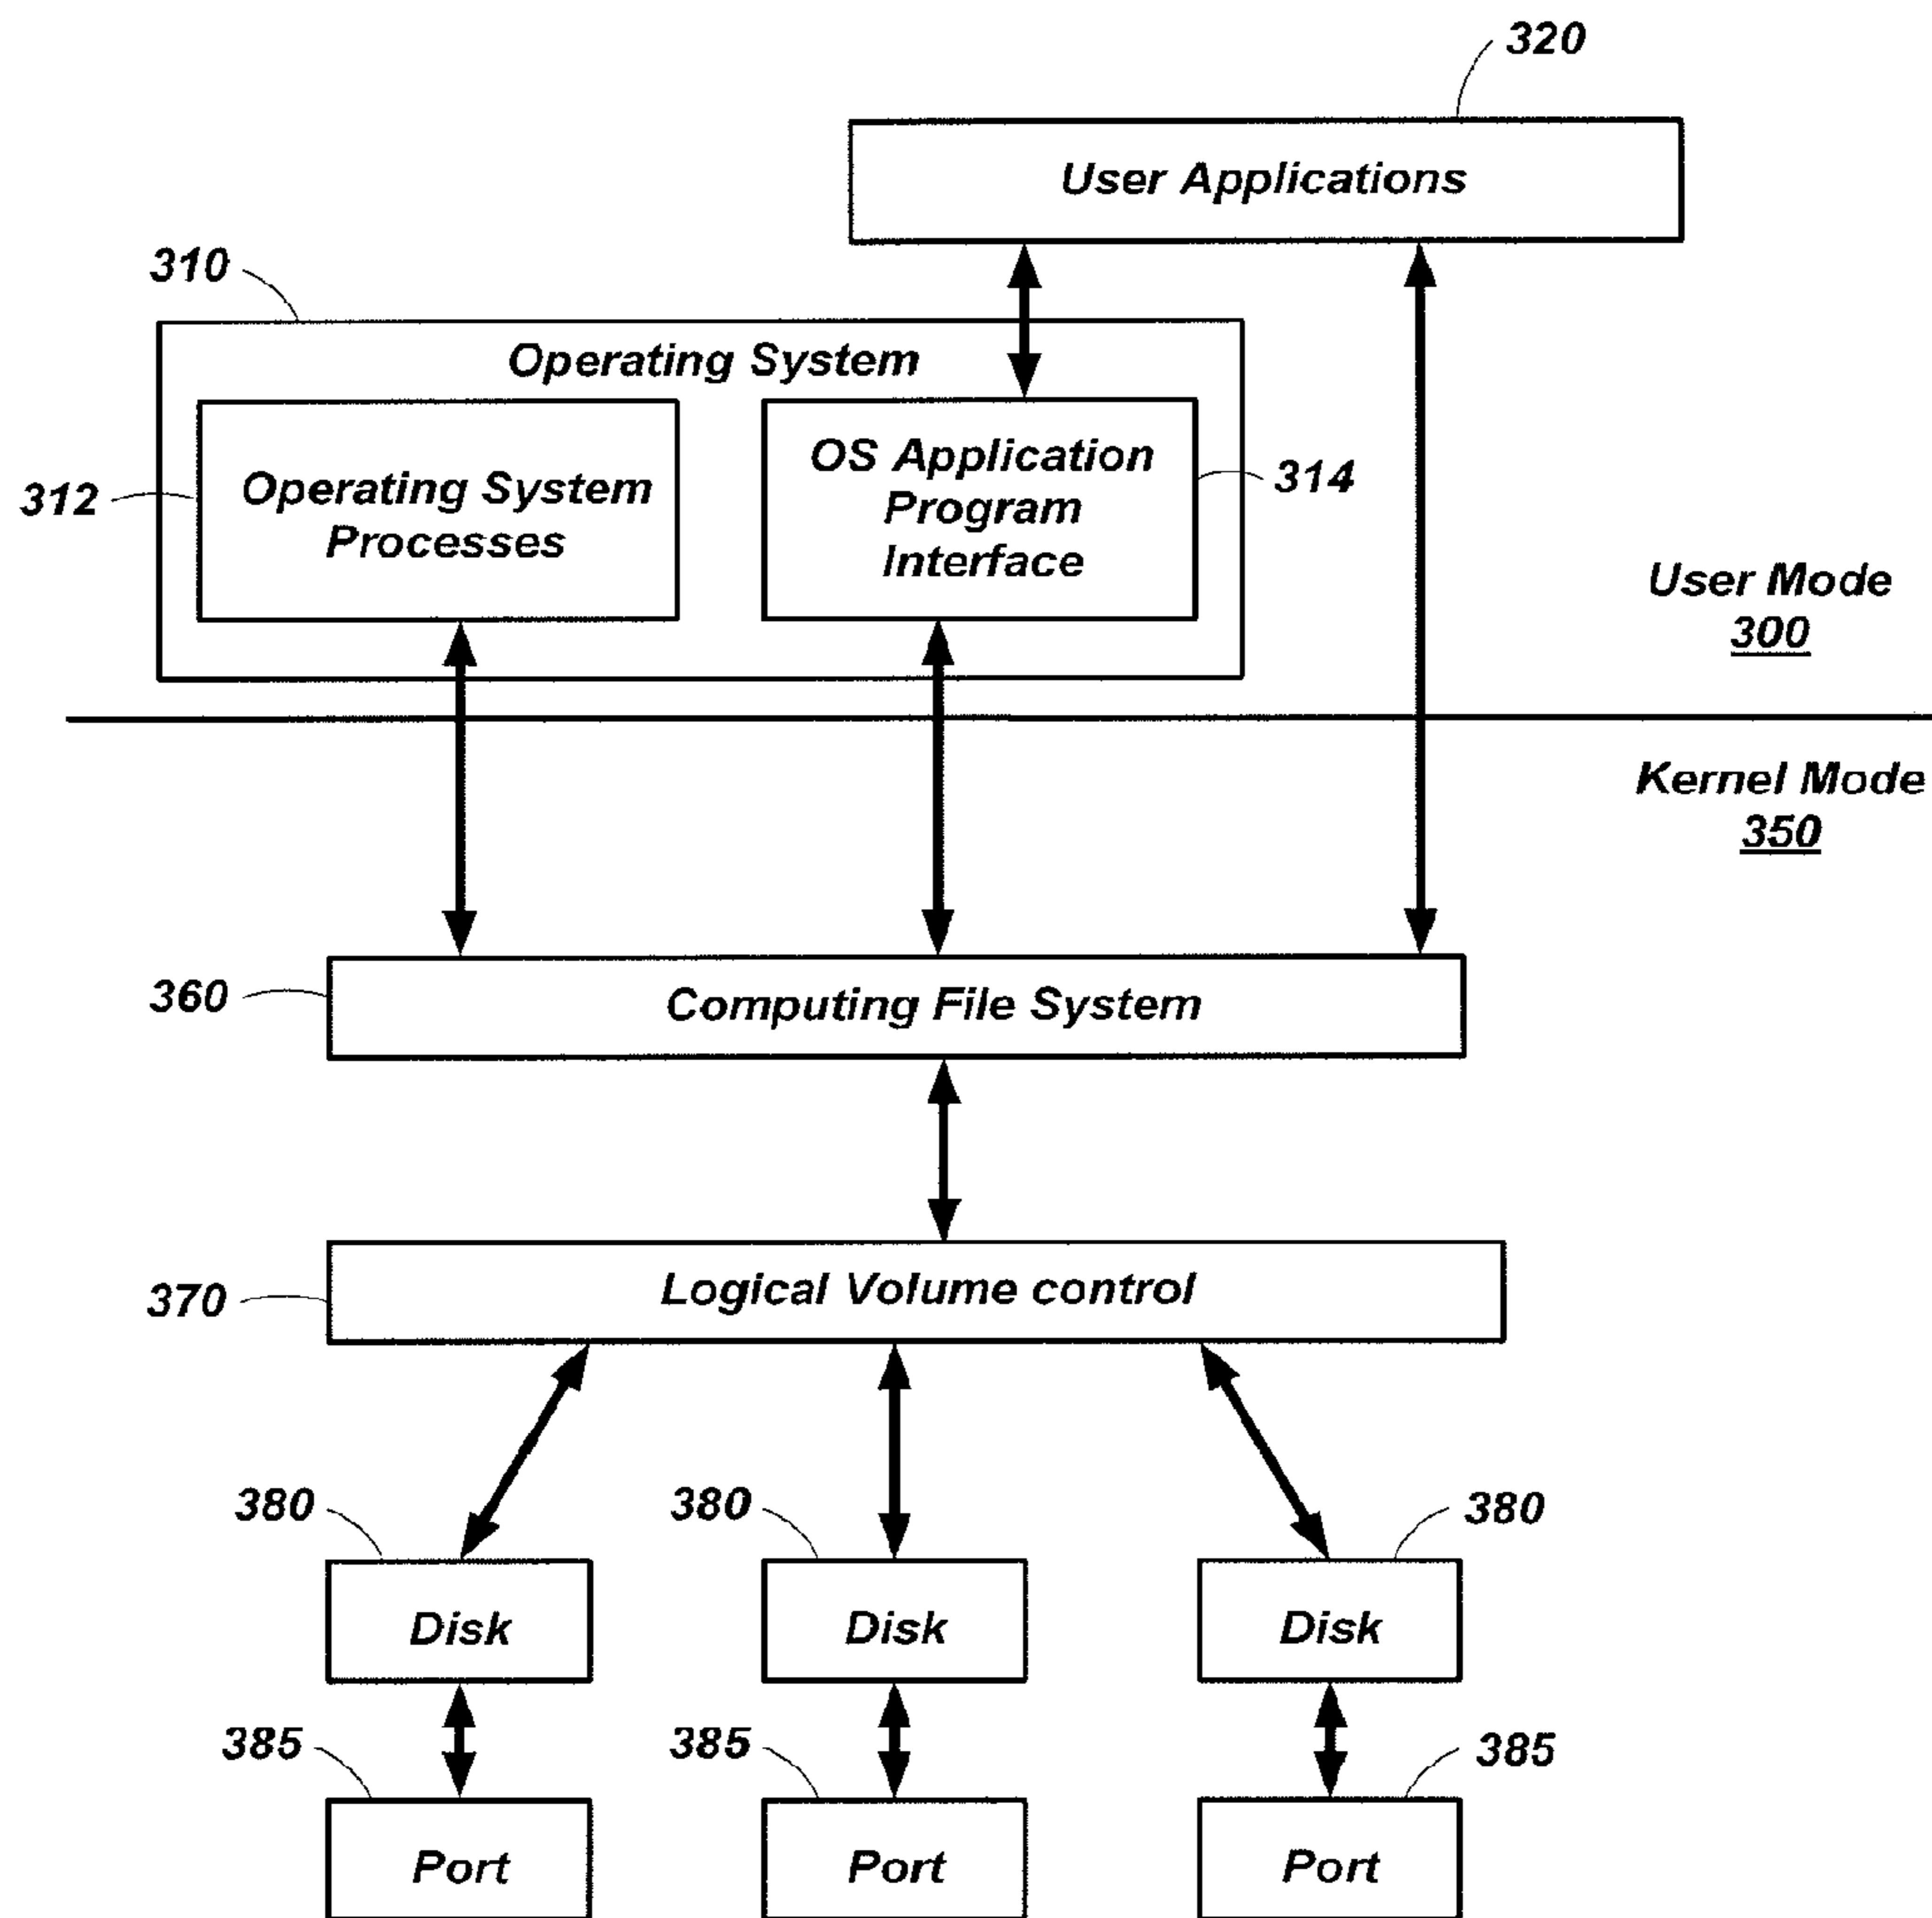 320
User Applications
310
Operating System
312
Operating System
Processes
OS Application
Program
Interface
314
User Mode
300
Kernel Mode
350
360
Computing File System
370
Logical Volume control
380
380
380
Disk
Disk
Disk
385
385
385
Port
Port
Port